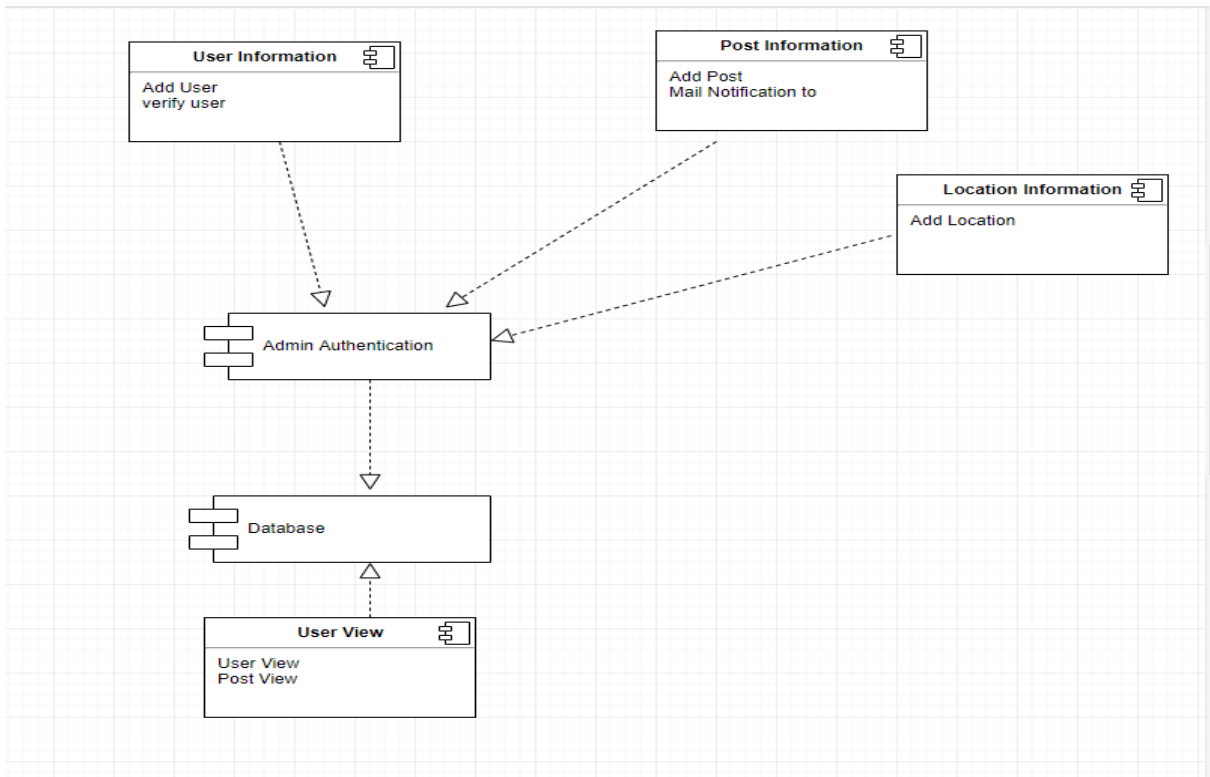 User Information
Add User
verify user
Post Information
Add Post
Mail Notification to
Location Information
Add Location
Admin Authentication
Database
User View
User View
Post View